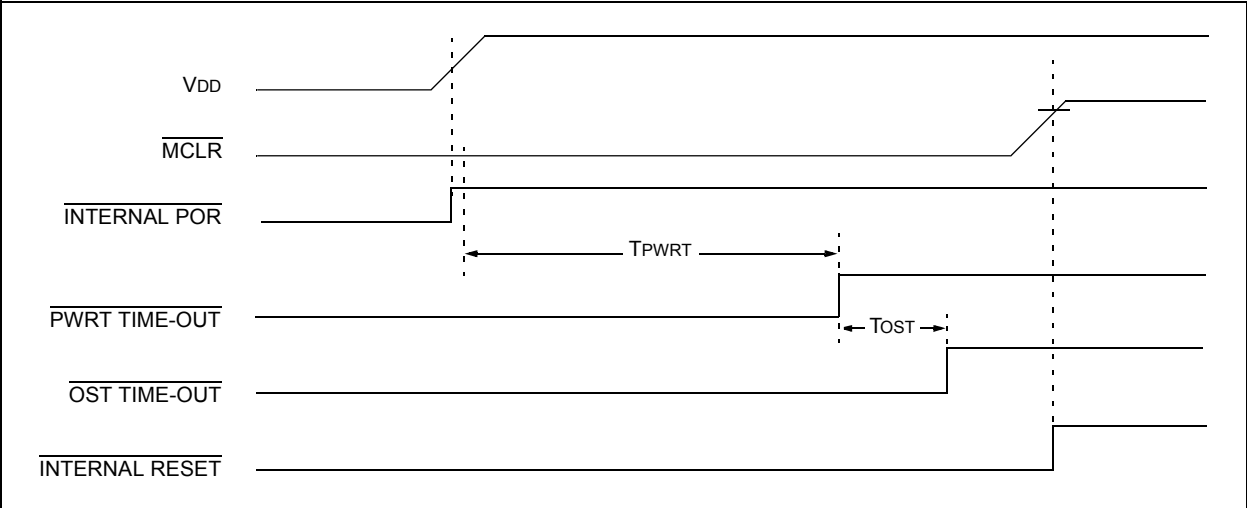 VDD
MCLR
INTERNAL POR
TPWRT
PWRT TIME-OUT
TOST
OST TIME-OUT
INTERNAL RESET